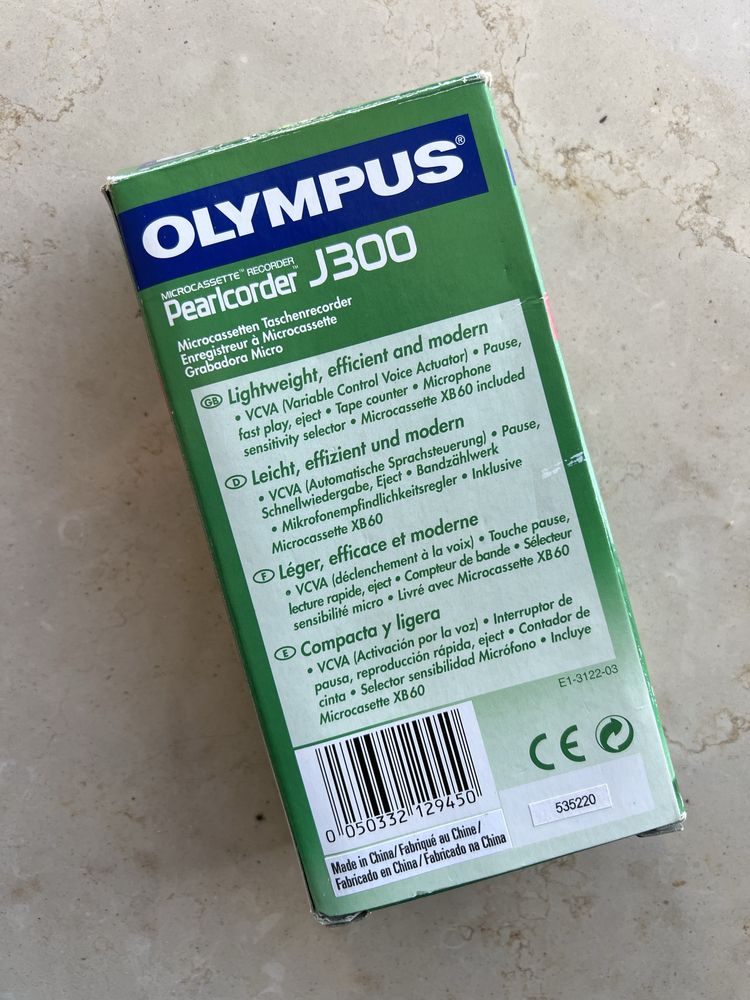 OLYMPUS®
MICROCASSETTE™ RECORDER
Pearlcorder™ J300
Microcassetten Taschenrecorder
Enregistreur à Microcassette
Grabadora Micro
GB Lightweight, efficient and modern
• VCVA (Variable Control Voice Actuator) • Pause,
fast play, eject • Tape counter • Microphone
sensitivity selector • Microcassette XB60 included
D Leicht, effizient und modern
• VCVA (Automatische Sprachsteuerung) • Pause,
Schnellwiedergabe, Eject • Bandzählwerk
• Mikrofonempfindlichkeitsregler • Inklusive
Microcassette XB60
F Léger, efficace et moderne
• VCVA (déclenchement à la voix) • Touche pause,
lecture rapide, eject • Compteur de bande • Sélecteur
sensibilité micro • Livré avec Microcassette XB60
E Compacta y ligera
• VCVA (Activación por la voz) • Interruptor de
pausa, reproducción rápida, eject • Contador de
cinta • Selector sensibilidad Micrófono • Incluye
Microcasette XB60
E1-3122-03
CE
0 050332 129450
535220
Made in China/Fabriqué au Chine/
Fabricado en China/Fabricado na China